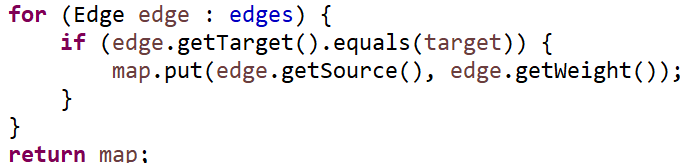 for (Edge edge : edges) {
    if (edge.getTarget().equals(target)) {
        map.put(edge.getSource(), edge.getWeight());
    }
}
return map;